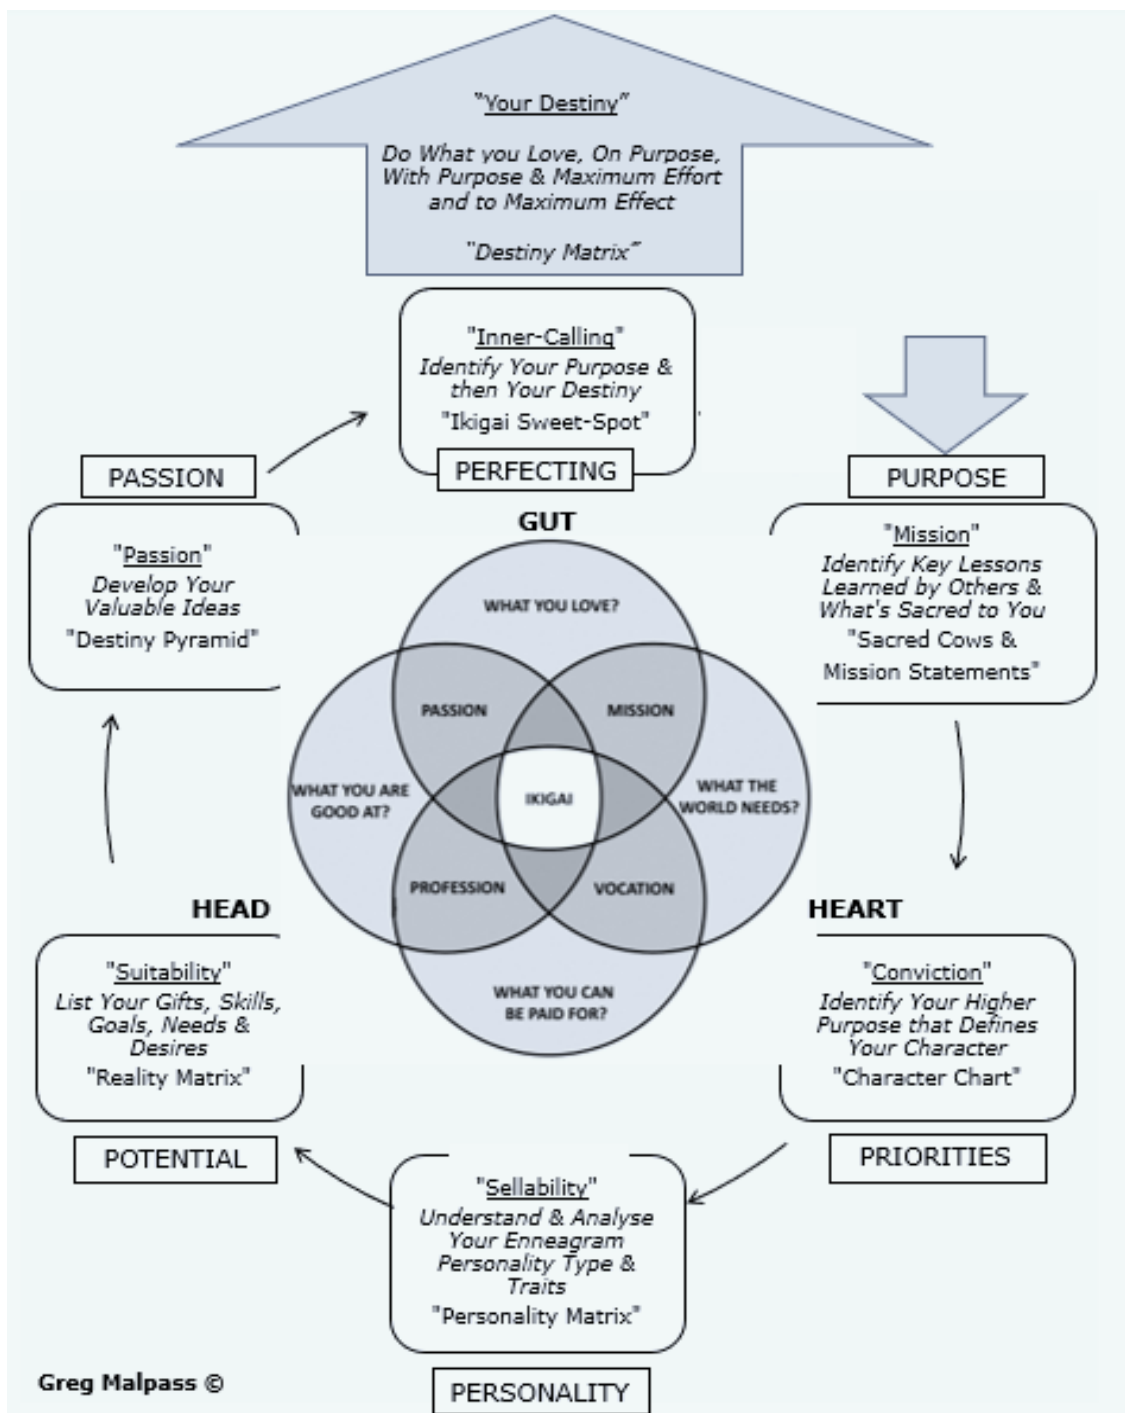 "Your Destiny"
Do What you Love, On Purpose,
With Purpose & Maximum Effort
and to Maximum Effect
"Destiny Matrix"
"Inner-Calling"
Identify Your Purpose &
then Your Destiny
"Ikigai Sweet-Spot"
PERFECTING
PURPOSE
"Mission"
Identify Key Lessons
Learned by Others &
What's Sacred to You
"Sacred Cows &
Mission Statements"
"Conviction"
Identify Your Higher
Purpose that Defines
Your Character
"Character Chart"
PRIORITIES
"Sellability"
Understand & Analyse
Your Enneagram
Personality Type &
Traits
"Personality Matrix"
PERSONALITY
"Suitability"
List Your Gifts, Skills,
Goals, Needs &
Desires
"Reality Matrix"
POTENTIAL
PASSION
"Passion"
Develop Your
Valuable Ideas
"Destiny Pyramid"
GUT
HEAD
HEART
WHAT YOU LOVE?
PASSION
MISSION
WHAT YOU ARE
GOOD AT?
IKIGAI
WHAT THE
WORLD NEEDS?
PROFESSION
VOCATION
WHAT YOU CAN
BE PAID FOR?
Greg Malpass ©